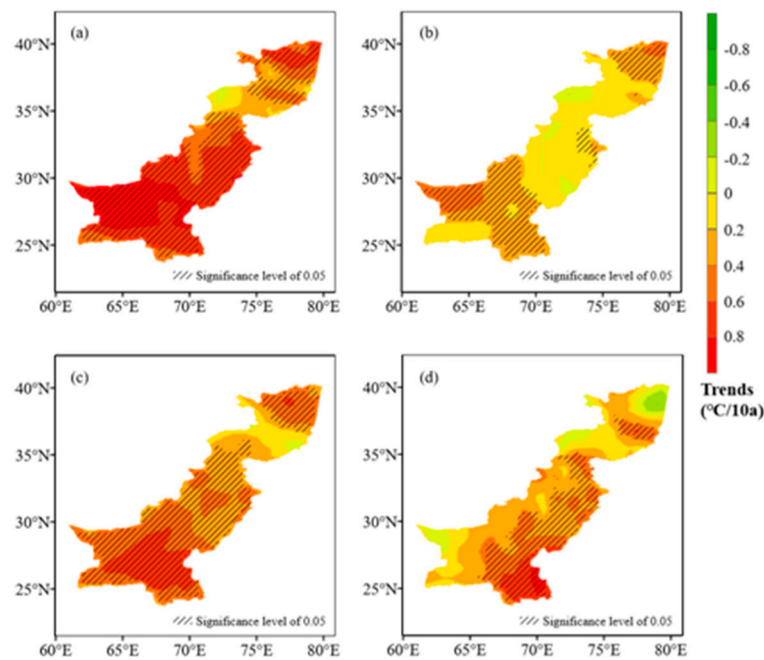 (a)
40°N
35°N
30°N
25°N
Significance level of 0.05
60°E 65°E 70°E 75°E 80°E
(b)
40°N
35°N
30°N
25°N
Significance level of 0.05
60°E 65°E 70°E 75°E 80°E
-0.8
-0.6
-0.4
-0.2
0
0.2
0.4
0.6
0.8
Trends
(°C/10a)
(c)
40°N
35°N
30°N
25°N
Significance level of 0.05
60°E 65°E 70°E 75°E 80°E
(d)
40°N
35°N
30°N
25°N
Significance level of 0.05
60°E 65°E 70°E 75°E 80°E